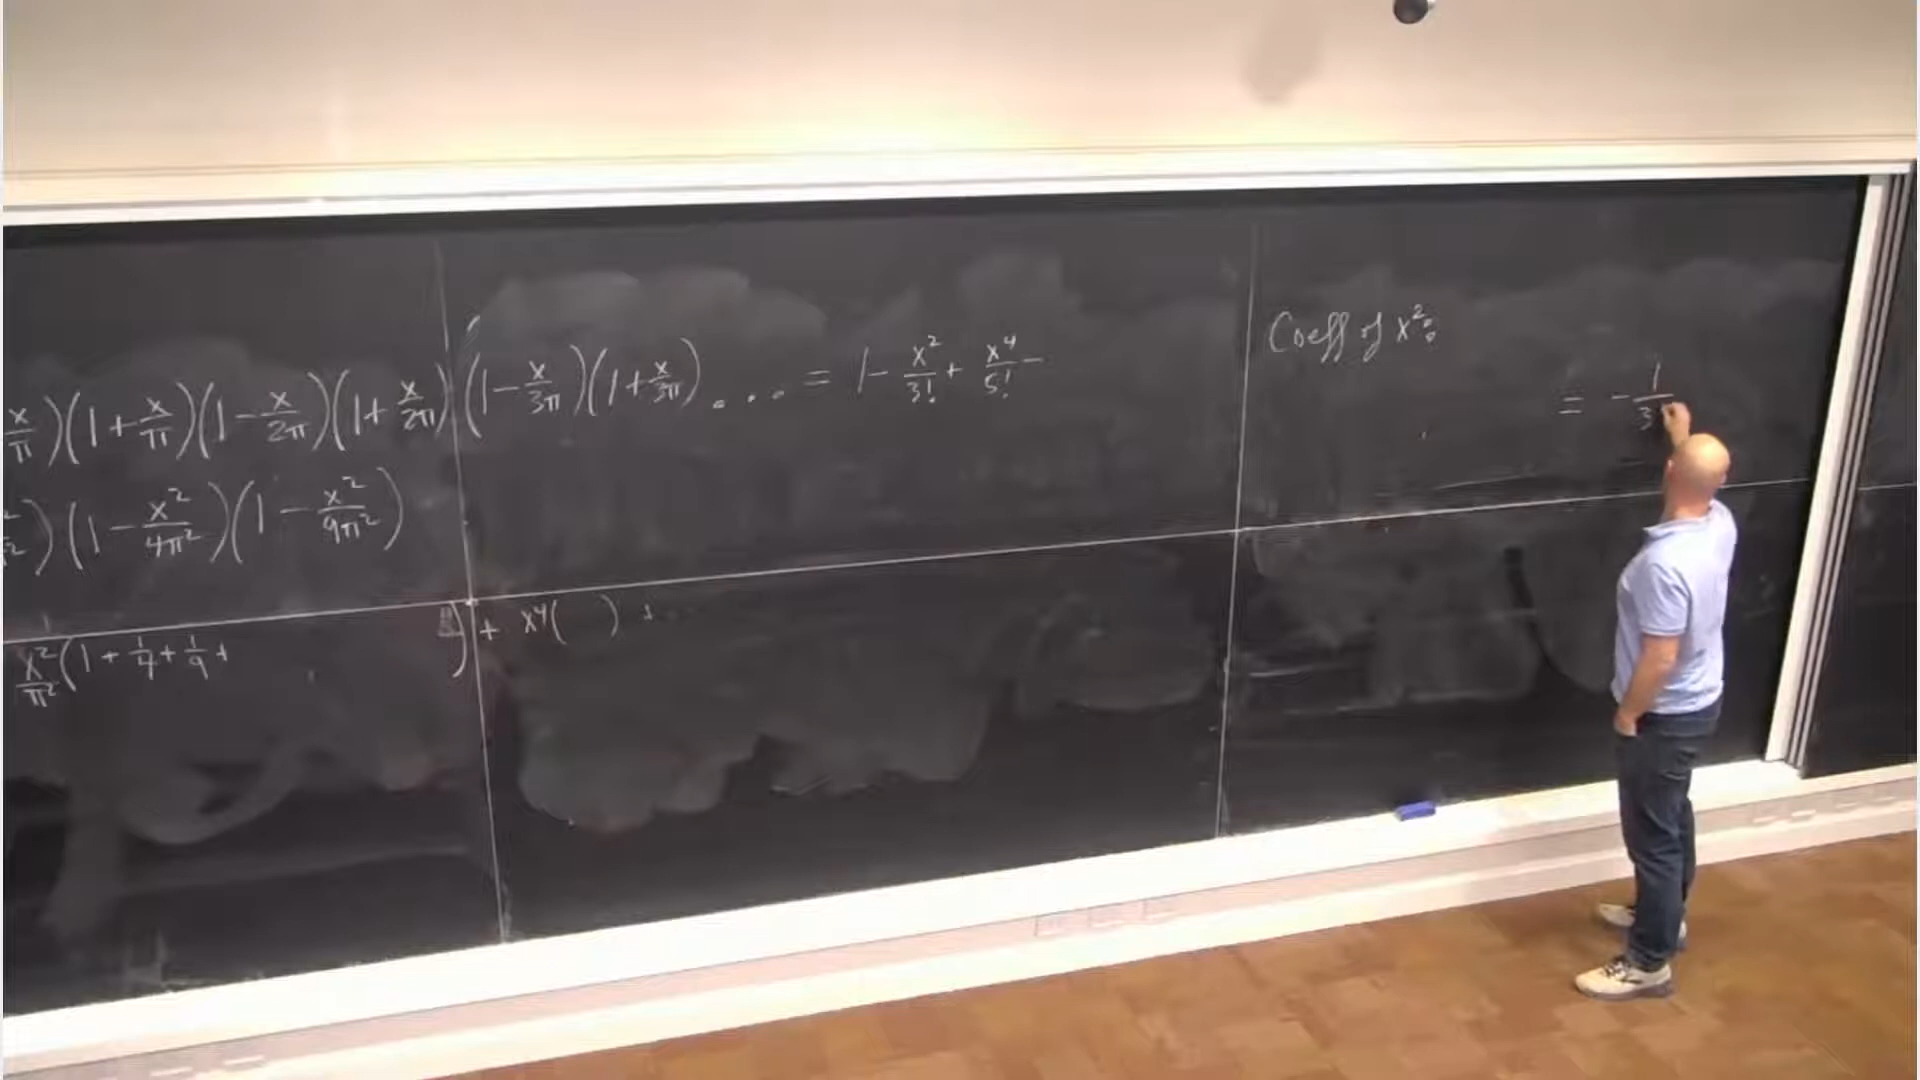 x/π)(1+x/π)(1-x/2π)(1+x/2π)(1-x/3π)(1+x/3π)... = 1-x²/3!+x⁴/5!-
)(1-x²/4π²)(1-x²/9π²)
x²/π²(1+1/4+1/9+ )+ x⁴( )+...
Coeff of x²:
= -1/3